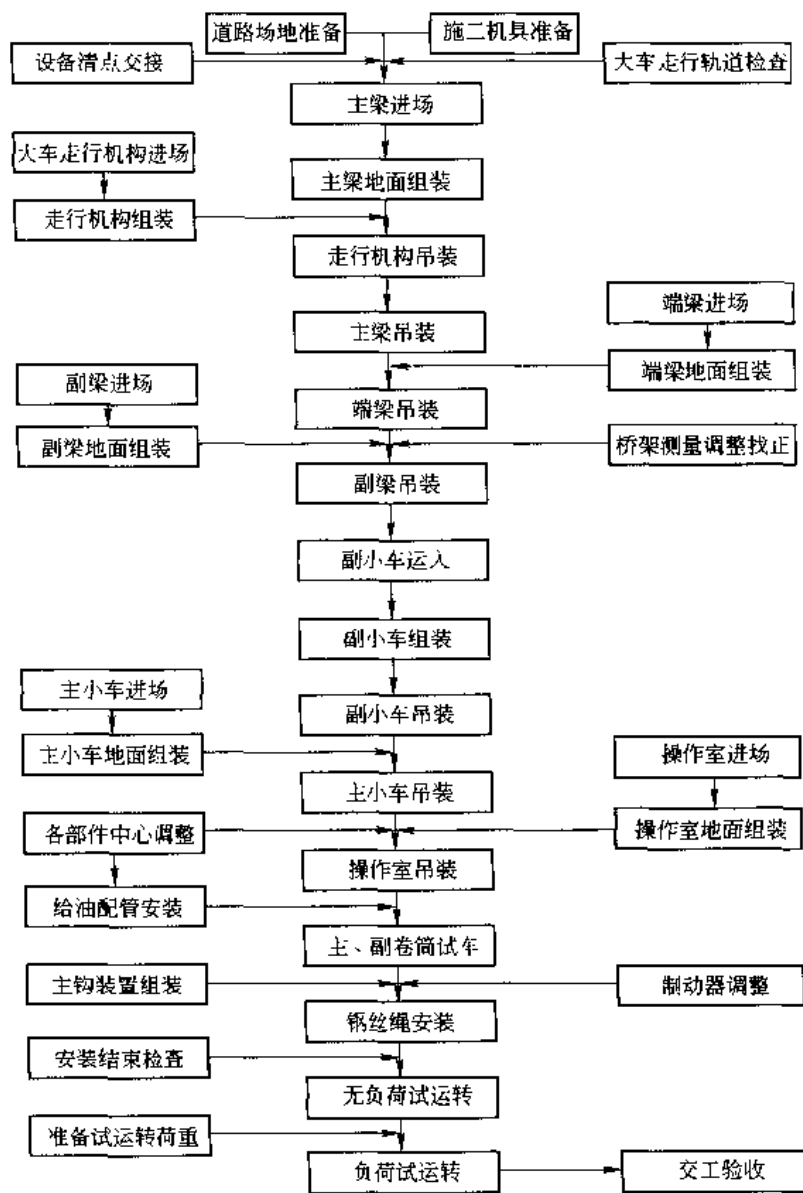 道路场地准备
施二机具准备
设备清点交接
大车走行轨道检查
主梁进场
大车走行机构进场
主梁地面组装
走行机构组装
走行机构吊装
端梁进场
主梁吊装
端梁地面组装
副梁进场
端梁吊装
副梁地面组装
桥架测量调整找正
副梁吊装
副小车运入
副小车组装
主小车进场
副小车吊装
主小车地面组装
操作室进场
主小车吊装
各部件中心调整
操作室地面组装
操作室吊装
给油配管安装
主、副卷筒试车
主钩装置组装
制动器调整
钢丝绳安装
安装结束检查
无负荷试运转
准备试运转荷重
负荷试运转
交工验收